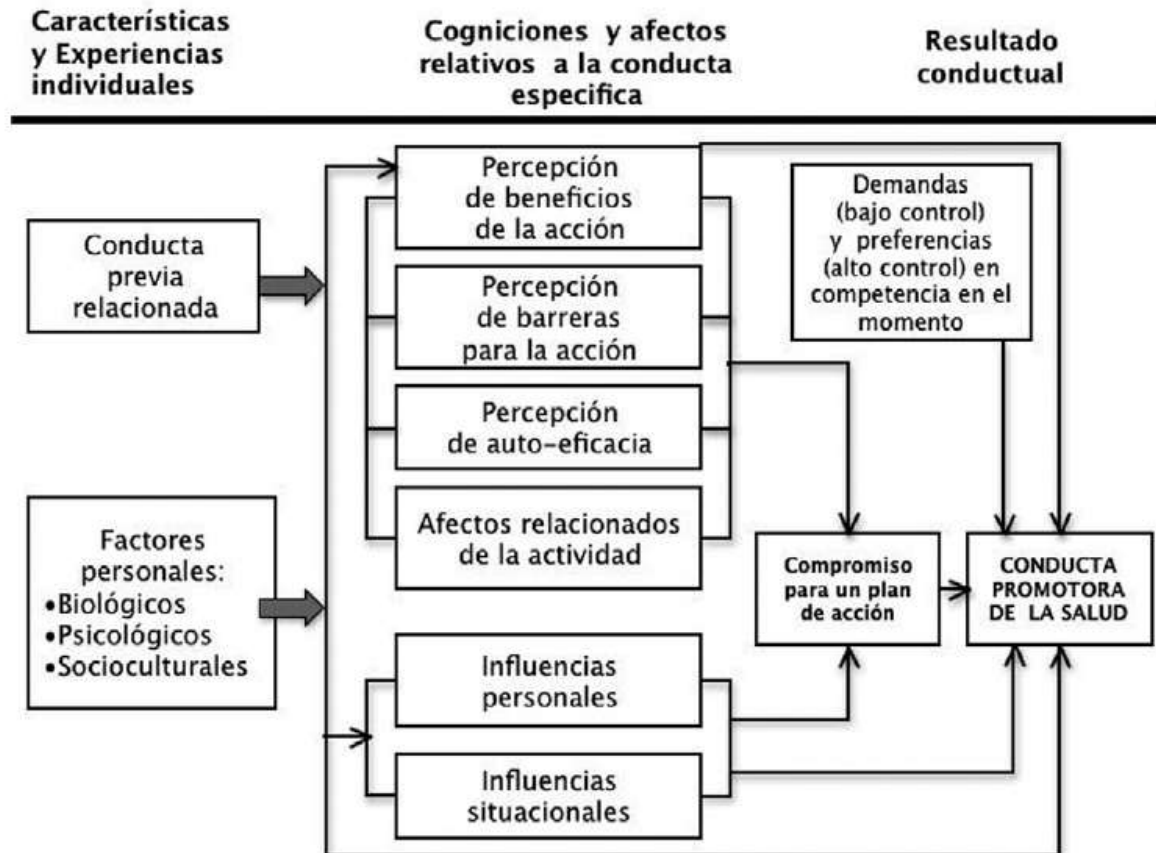 Características
y Experiencias
individuales
Cogniciones y afectos
relativos a la conducta
especifica
Resultado
conductual
Conducta
previa
relacionada
Factores
personales:
•Biológicos
•Psicológicos
•Socioculturales
Percepción
de beneficios
de la acción
Percepción
de barreras
para la acción
Percepción
de auto-eficacia
Afectos relacionados
de la actividad
Influencias
personales
Influencias
situacionales
Demandas
(bajo control)
y preferencias
(alto control) en
competencia en el
momento
Compromiso
para un plan
de acción
CONDUCTA
PROMOTORA
DE LA SALUD